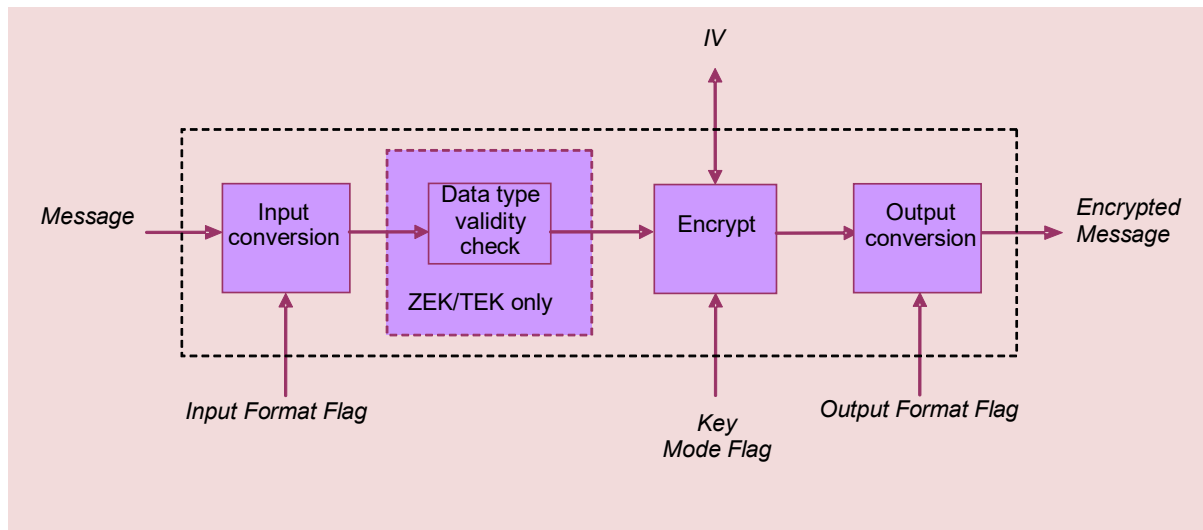 IV
Message
Input
conversion
Data type
validity
check
ZEK/TEK only
Encrypt
Output
conversion
Encrypted
Message
Input Format Flag
Key
Mode Flag
Output Format Flag